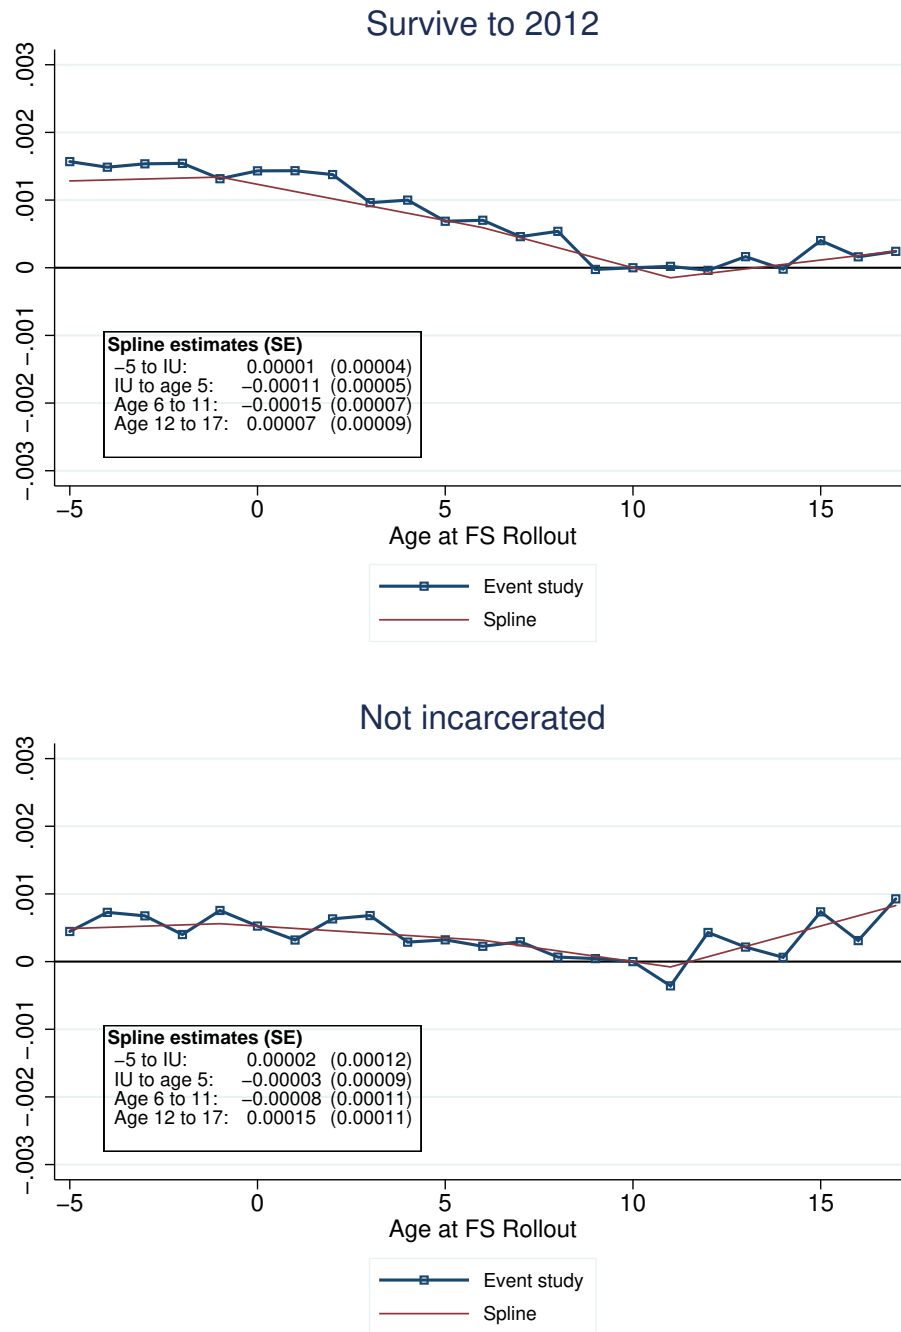 Survive to 2012
.003
.002
.001
0
−.001
−.002
−.003
Spline estimates (SE)
−5 to IU: 0.00001 (0.00004)
IU to age 5: −0.00011 (0.00005)
Age 6 to 11: −0.00015 (0.00007)
Age 12 to 17: 0.00007 (0.00009)
−5 0 5 10 15
Age at FS Rollout
Event study
Spline
Not incarcerated
.003
.002
.001
0
−.001
−.002
−.003
Spline estimates (SE)
−5 to IU: 0.00002 (0.00012)
IU to age 5: −0.00003 (0.00009)
Age 6 to 11: −0.00008 (0.00011)
Age 12 to 17: 0.00015 (0.00011)
−5 0 5 10 15
Age at FS Rollout
Event study
Spline